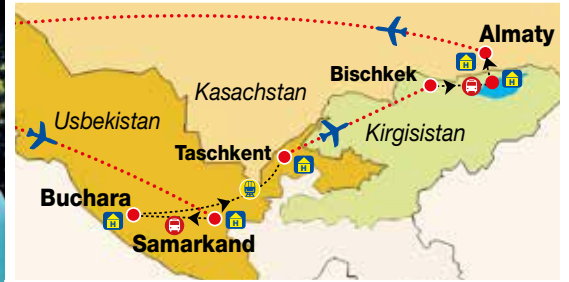 Almaty
Bischkek
Kasachstan
Usbekistan
Kirgisistan
Taschkent
Buchara
Samarkand
H
H
H
H
H